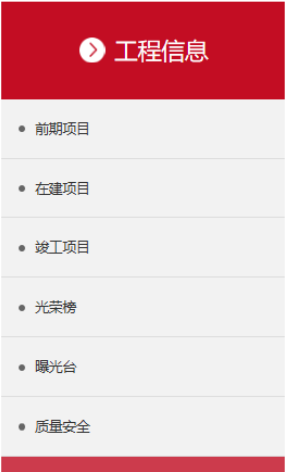 工程信息
前期项目
在建项目
竣工项目
光荣榜
曝光台
质量安全